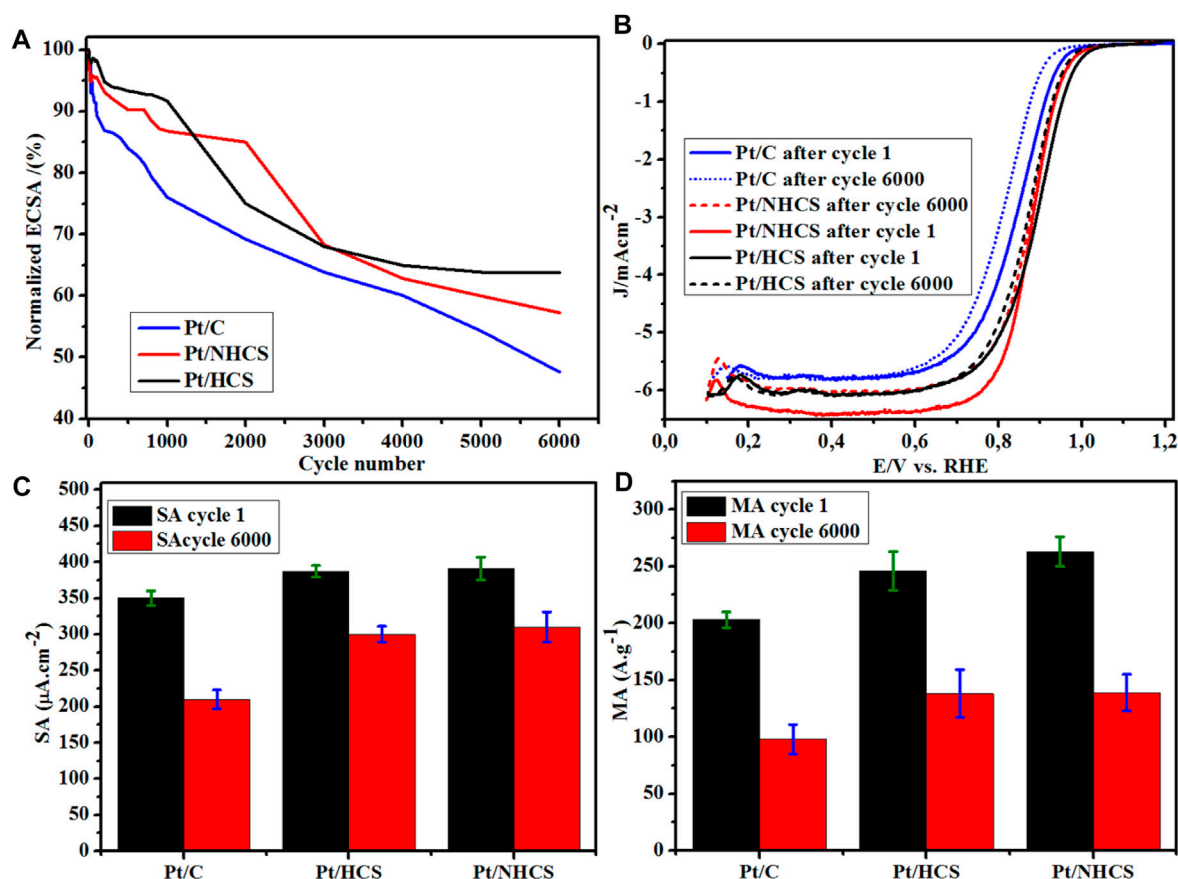 A
Normalized ECSA /(%)
100
90
80
70
60
50
40
Pt/C
Pt/NHCS
Pt/HCS
0 1000 2000 3000 4000 5000 6000
Cycle number
B
J/mAcm-2
0
-1
-2
-3
-4
-5
-6
Pt/C after cycle 1
Pt/C after cycle 6000
Pt/NHCS after cycle 6000
Pt/NHCS after cycle 1
Pt/HCS after cycle 1
Pt/HCS after cycle 6000
0,0 0,2 0,4 0,6 0,8 1,0 1,2
E/V vs. RHE
C
SA (µA.cm-2)
500
450
400
350
300
250
200
150
100
50
0
SA cycle 1
SAcycle 6000
Pt/C Pt/HCS Pt/NHCS
D
MA (A.g-1)
300
250
200
150
100
50
0
MA cycle 1
MA cycle 6000
Pt/C Pt/HCS Pt/NHCS